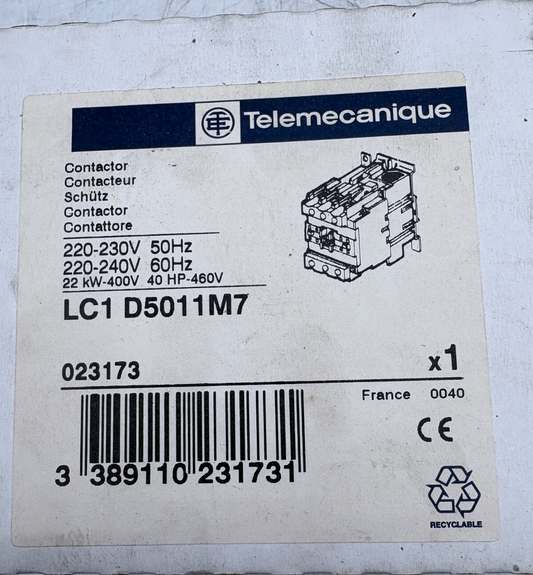 Telemecanique
Contactor
Contacteur
Schütz
Contactor
Contattore
220-230V 50Hz
220-240V 60Hz
22 kW-400V 40 HP-460V
LC1 D5011M7
023173
x1
France 0040
3 389110 231731
CE
RECYCLABLE